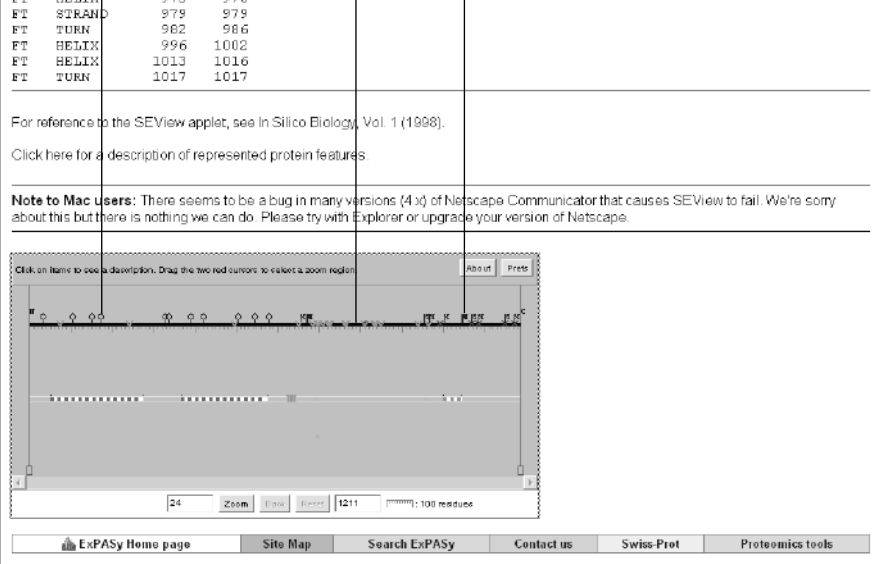 FT STRAND 979 979
FT TURN 982 986
FT HELIX 996 1002
FT HELIX 1013 1016
FT TURN 1017 1017
For reference to the SEView applet, see In Silico Biology, Vol. 1 (1998).
Click here for a description of represented protein features.
Note to Mac users: There seems to be a bug in many versions (4.x) of Netscape Communicator that causes SEView to fail. We're sorry
about this but there is nothing we can do. Please try with Explorer or upgrade your version of Netscape.
Click on items to see a description. Drag the two red cursors to select a zoom region. About Prefs
24 Zoom Back Reset 1211 : 100 residues
ExPASy Home page Site Map Search ExPASy Contact us Swiss-Prot Proteomics tools